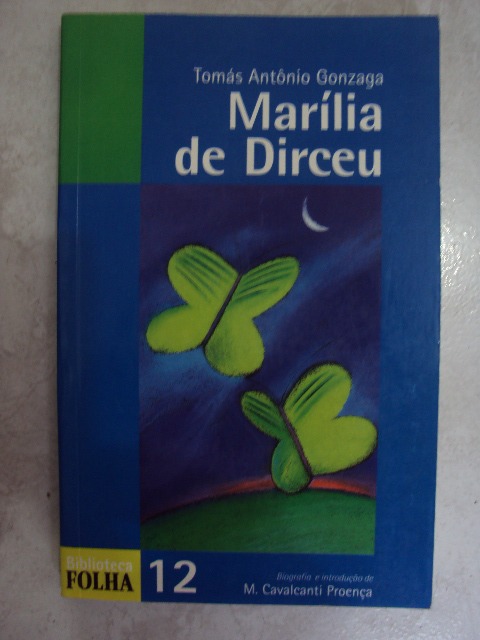 Tomás Antônio Gonzaga
Marília
de Dirceu
Biblioteca
FOLHA
12
Biografia e introdução de
M. Cavalcanti Proença